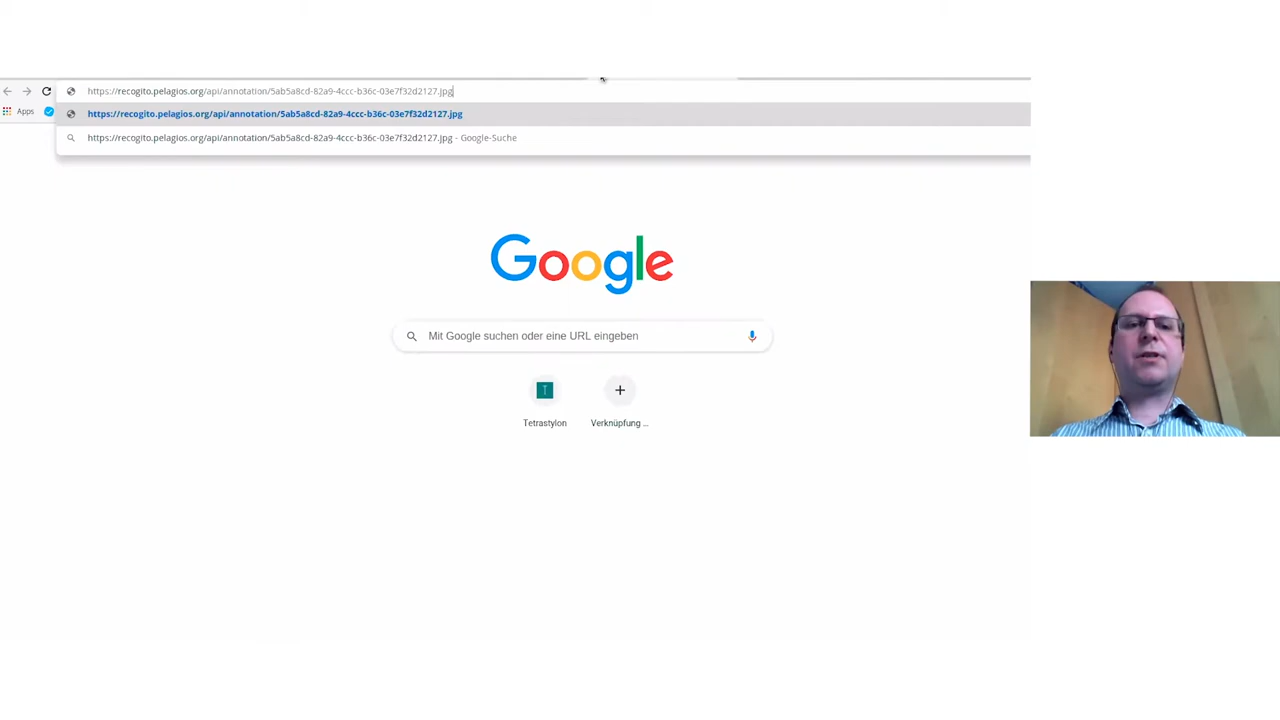 https://recogito.pelagios.org/api/annotation/5ab5a8cd-82a9-4ccc-b36c-03e7f32d2127.jpg
Apps
https://recogito.pelagios.org/api/annotation/5ab5a8cd-82a9-4ccc-b36c-03e7f32d2127.jpg
https://recogito.pelagios.org/api/annotation/5ab5a8cd-82a9-4ccc-b36c-03e7f32d2127.jpg - Google-Suche
Google
Mit Google suchen oder eine URL eingeben
Tetrastylon
Verknüpfung ...